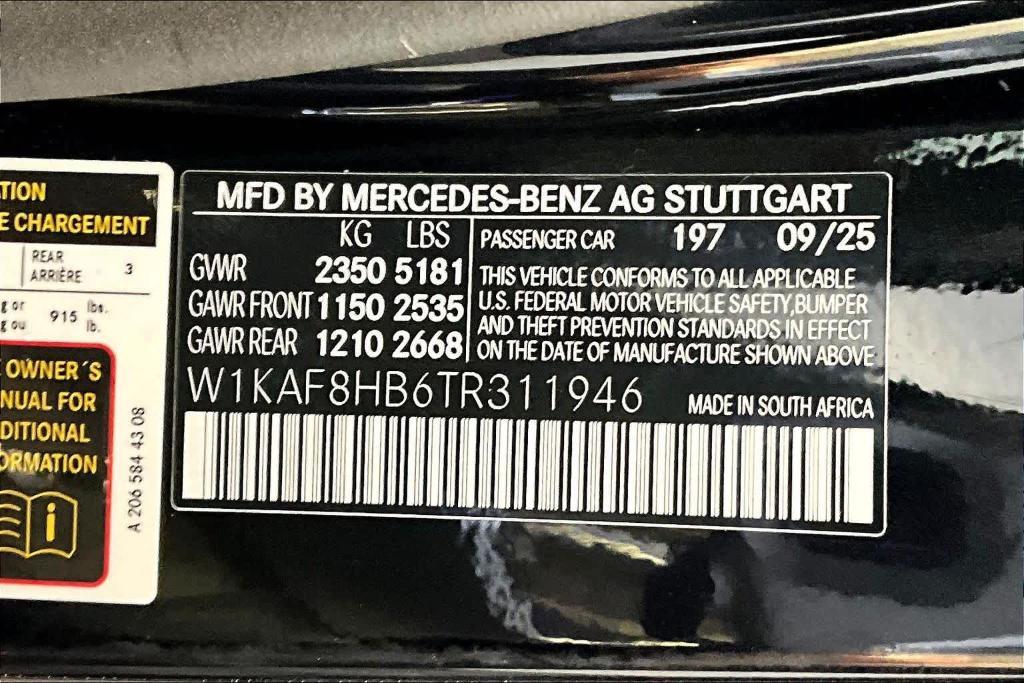 TION
E CHARGEMENT
REAR
ARRIÈRE 3
g or 915 lbs.
g ou lb.
OWNER´S
NUAL FOR
DITIONAL
ORMATION
A 206 584 43 08
MFD BY MERCEDES-BENZ AG STUTTGART
KG LBS
GVWR 2350 5181
GAWR FRONT 1150 2535
GAWR REAR 1210 2668
PASSENGER CAR 197 09/25
THIS VEHICLE CONFORMS TO ALL APPLICABLE
U.S. FEDERAL MOTOR VEHICLE SAFETY,BUMPER
AND THEFT PREVENTION STANDARDS IN EFFECT
ON THE DATE OF MANUFACTURE SHOWN ABOVE
W1KAF8HB6TR311946
MADE IN SOUTH AFRICA